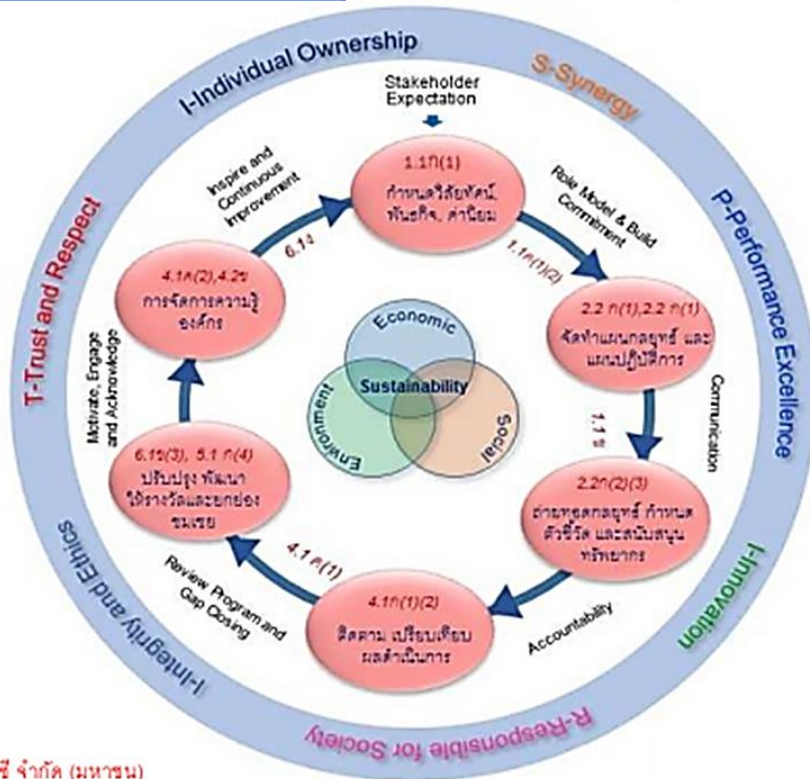 I-Individual Ownership
S-Synergy
P-Performance Excellence
I-Innovation
R-Responsible for Society
I-Integrity and Ethics
T-Trust and Respect
Stakeholder
Expectation
1.1ก(1)
กำหนดวิสัยทัศน์,
พันธกิจ, ค่านิยม
Role Model & Build
Commitment
1.1ค(1)(2)
2.2 ก(1),2.2 ก(1)
จัดทำแผนกลยุทธ์ และ
แผนปฏิบัติการ
Communication
1.1 ข
2.2ก(2)(3)
ถ่ายทอดกลยุทธ์ กำหนด
ตัวชี้วัด และสนับสนุน
ทรัพยากร
Accountability
4.1ก(1)(2)
ติดตาม เปรียบเทียบ
ผลดำเนินการ
4.1 ค(1)
Review Program and
Gap Closing
6.1ข(3), 5.1 ก(4)
ปรับปรุง พัฒนา
ให้รางวัลและยกย่อง
ชมเชย
Motivate, Engage
and Acknowledge
4.1ค(2),4.2ข
การจัดการความรู้
องค์กร
Inspire and
Continuous
Improvement
6.1ง
Economic
Sustainability
Environment
Social
ซี จำกัด (มหาชน)